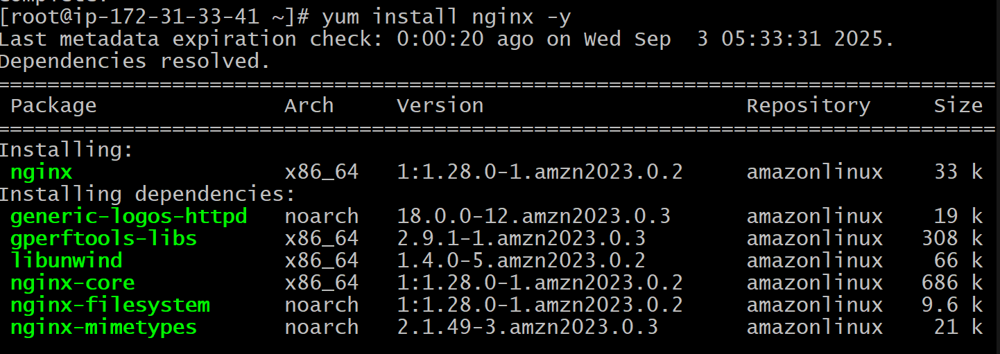 Complete.
[root@ip-172-31-33-41 ~]# yum install nginx -y
Last metadata expiration check: 0:00:20 ago on Wed Sep  3 05:33:31 2025.
Dependencies resolved.
================================================================================
 Package                Arch     Version                     Repository     Size
================================================================================
Installing:
 nginx                  x86_64   1:1.28.0-1.amzn2023.0.2     amazonlinux    33 k
Installing dependencies:
 generic-logos-httpd    noarch   18.0.0-12.amzn2023.0.3      amazonlinux    19 k
 gperftools-libs        x86_64   2.9.1-1.amzn2023.0.3        amazonlinux   308 k
 libunwind              x86_64   1.4.0-5.amzn2023.0.2        amazonlinux    66 k
 nginx-core             x86_64   1:1.28.0-1.amzn2023.0.2     amazonlinux   686 k
 nginx-filesystem       noarch   1:1.28.0-1.amzn2023.0.2     amazonlinux   9.6 k
 nginx-mimetypes        noarch   2.1.49-3.amzn2023.0.3       amazonlinux    21 k